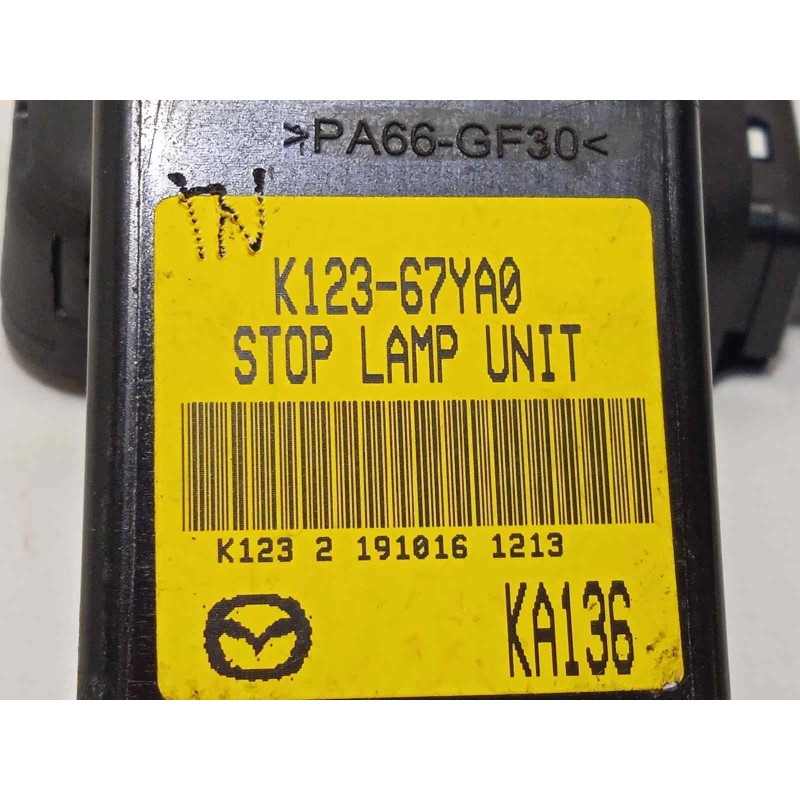 >PA66-GF30<
K123-67YA0
STOP LAMP UNIT
K123 2 191016 1213
KA136